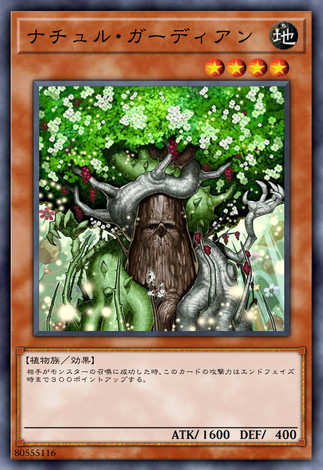 ナチュル・ガーディアン
地
【植物族／効果】
相手がモンスターの召喚に成功した時、このカードの攻撃力はエンドフェイズ
時まで３００ポイントアップする。
ATK/ 1600 DEF/ 400
80555116